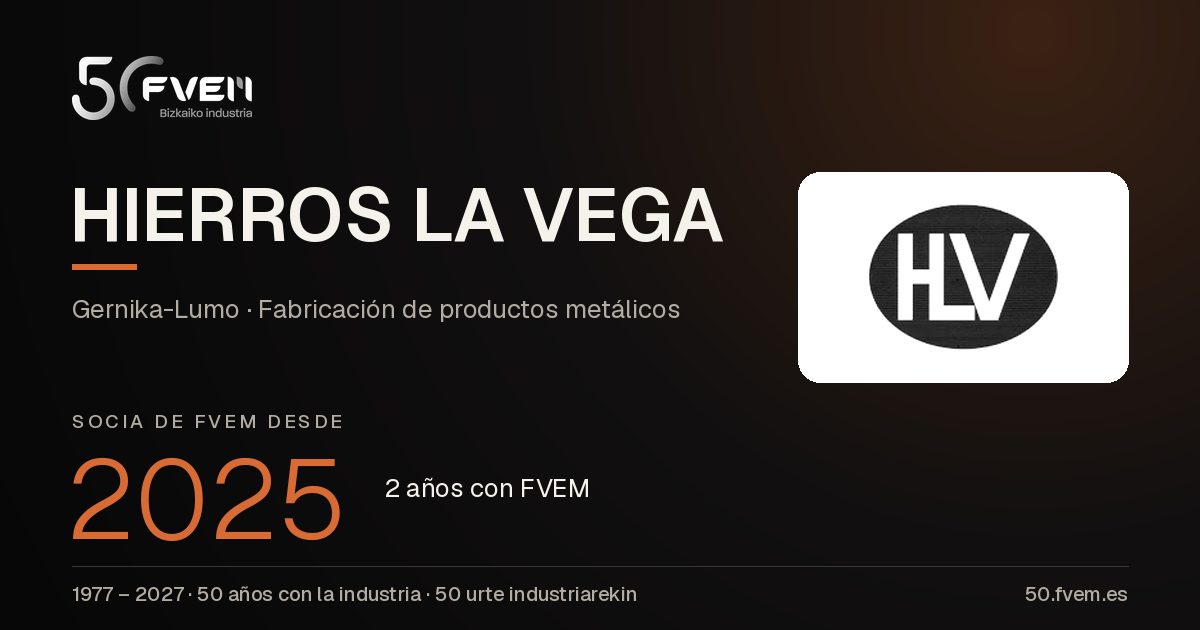 50 FVEM
Bizkaiko industria
HIERROS LA VEGA
HLV
Gernika-Lumo · Fabricación de productos metálicos
SOCIA DE FVEM DESDE
2025
2 años con FVEM
1977 – 2027 · 50 años con la industria · 50 urte industriarekin
50.fvem.es